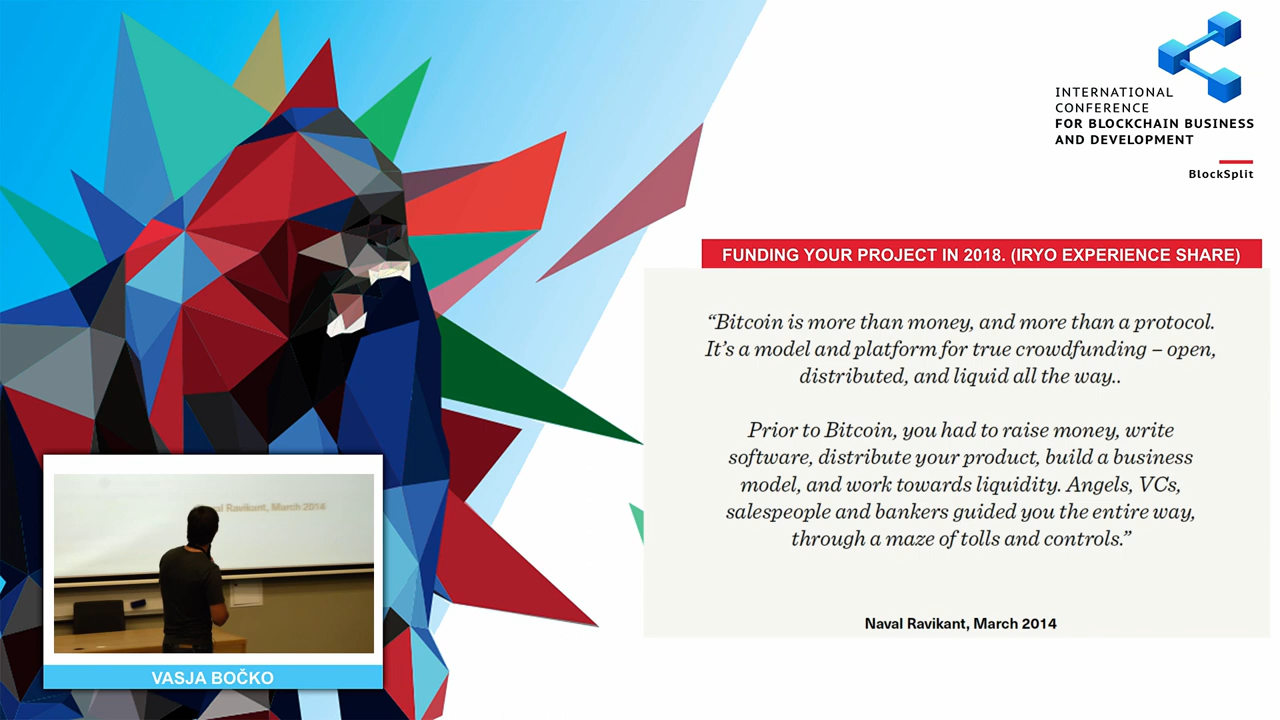 INTERNATIONAL
CONFERENCE
FOR BLOCKCHAIN BUSINESS
AND DEVELOPMENT
BlockSplit
FUNDING YOUR PROJECT IN 2018. (IRYO EXPERIENCE SHARE)
“Bitcoin is more than money, and more than a protocol.
It’s a model and platform for true crowdfunding – open,
distributed, and liquid all the way..
Prior to Bitcoin, you had to raise money, write
software, distribute your product, build a business
model, and work towards liquidity. Angels, VCs,
salespeople and bankers guided you the entire way,
through a maze of tolls and controls.”
Naval Ravikant, March 2014
Ravikant, March 2014
VASJA BOČKO